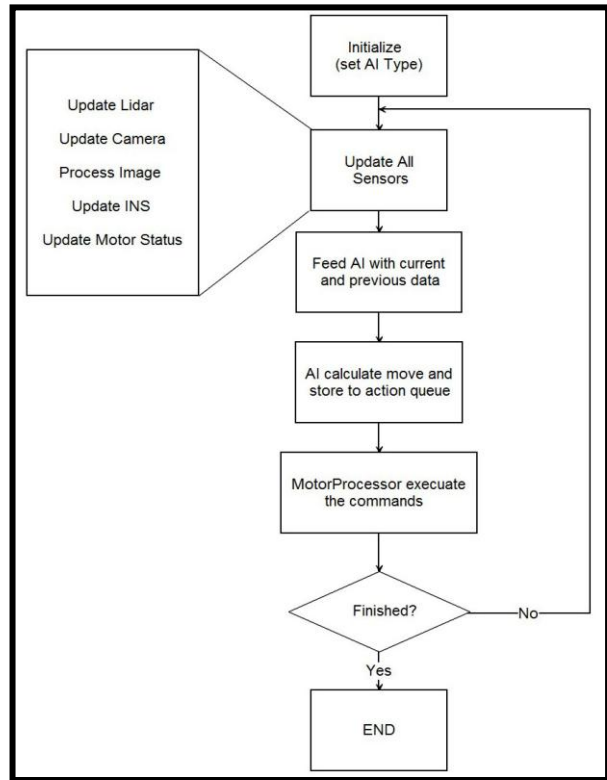 Initialize
(set AI Type)
Update Lidar
Update Camera
Process Image
Update INS
Update Motor Status
Update All
Sensors
Feed AI with current
and previous data
AI calculate move and
store to action queue
MotorProcessor execuate
the commands
Finished?
No
Yes
END